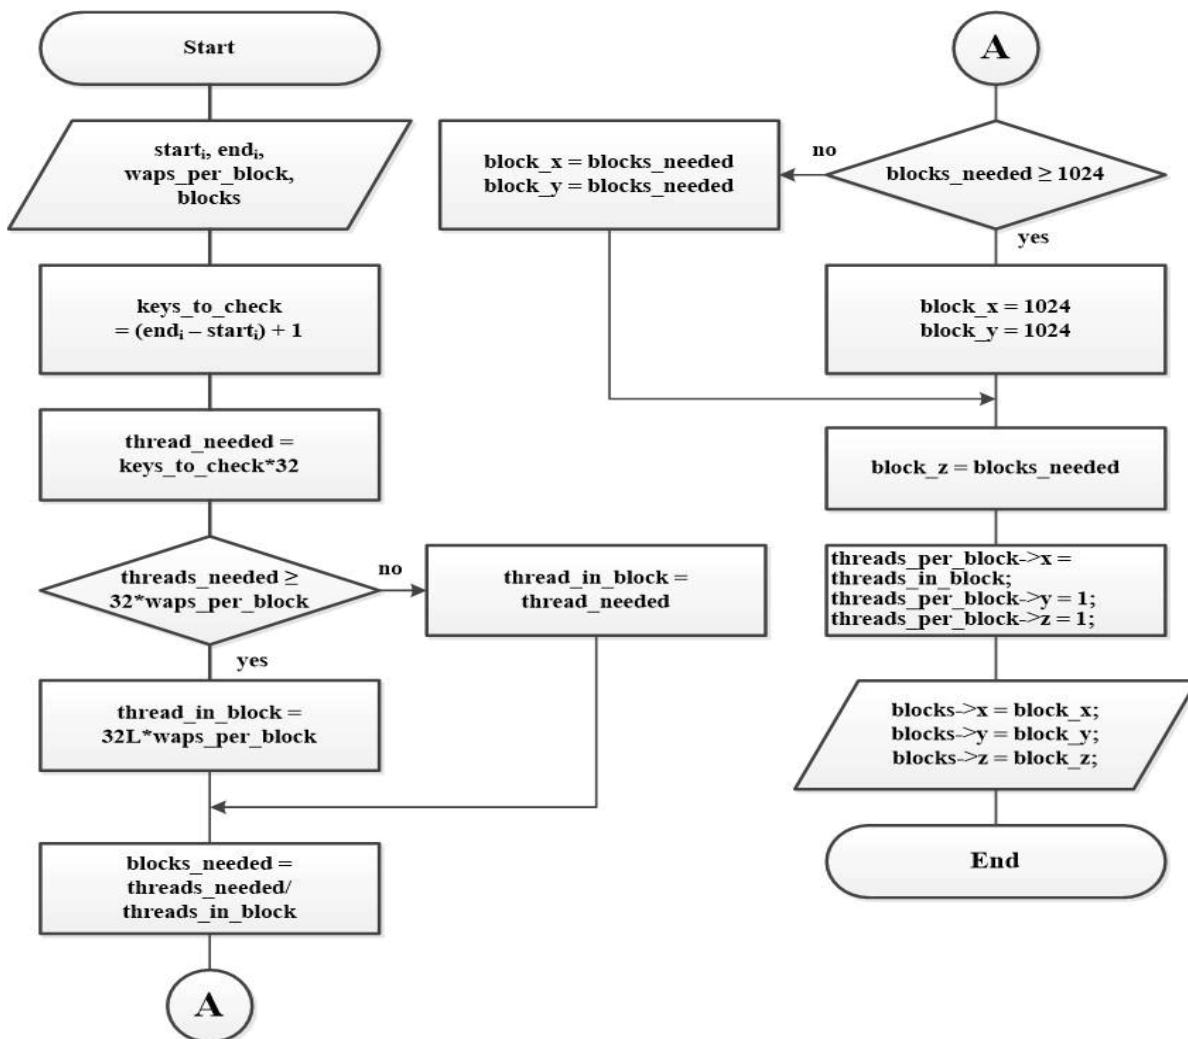 Start
startᵢ, endᵢ,
waps_per_block,
blocks
keys_to_check
= (endᵢ – startᵢ) + 1
thread_needed =
keys_to_check*32
threads_needed ≥
32*waps_per_block
no
thread_in_block =
thread_needed
yes
thread_in_block =
32L*waps_per_block
blocks_needed =
threads_needed/
threads_in_block
A
A
blocks_needed ≥ 1024
no
block_x = blocks_needed
block_y = blocks_needed
yes
block_x = 1024
block_y = 1024
block_z = blocks_needed
threads_per_block->x =
threads_in_block;
threads_per_block->y = 1;
threads_per_block->z = 1;
blocks->x = block_x;
blocks->y = block_y;
blocks->z = block_z;
End